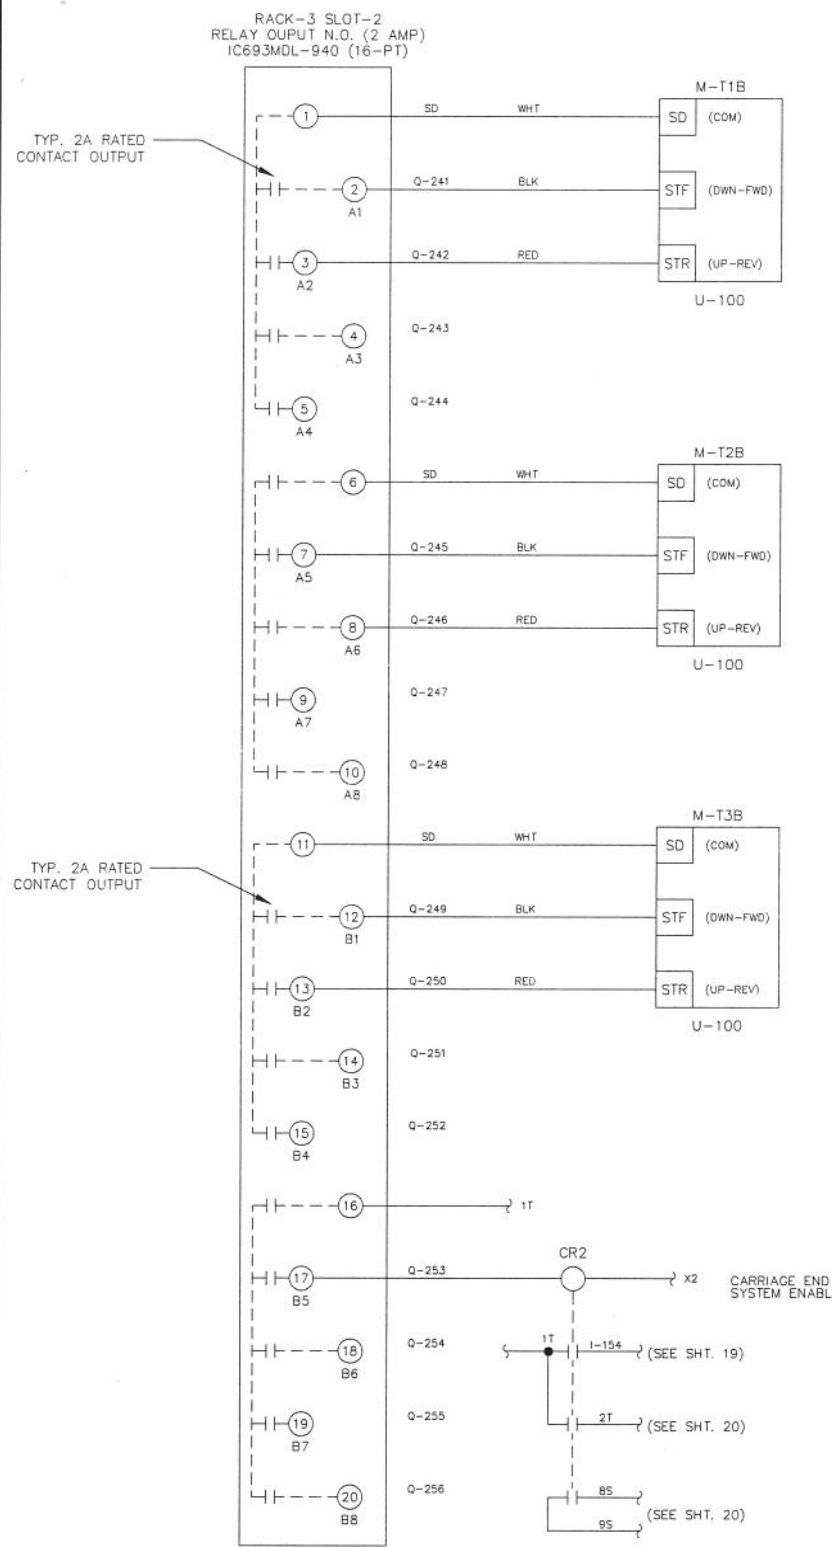 RACK-3 SLOT-2
RELAY OUPUT N.O. (2 AMP)
IC693MDL-940 (16-PT)
M-T1B
1 SD WHT SD (COM)
TYP. 2A RATED
CONTACT OUTPUT
2 Q-241 BLK STF (DWN-FWD)
A1
3 Q-242 RED STR (UP-REV)
A2
U-100
4 Q-243
A3
5 Q-244
A4
M-T2B
6 SD WHT SD (COM)
7 Q-245 BLK STF (DWN-FWD)
A5
8 Q-246 RED STR (UP-REV)
A6
U-100
9 Q-247
A7
10 Q-248
A8
M-T3B
11 SD WHT SD (COM)
TYP. 2A RATED
CONTACT OUTPUT
12 Q-249 BLK STF (DWN-FWD)
B1
13 Q-250 RED STR (UP-REV)
B2
U-100
14 Q-251
B3
15 Q-252
B4
16 1T
CR2
17 Q-253 X2 CARRIAGE END
SYSTEM ENABL
B5
18 Q-254 1T I-154 (SEE SHT. 19)
B6
19 Q-255 2T (SEE SHT. 20)
B7
20 Q-256 8S
(SEE SHT. 20)
B8
9S